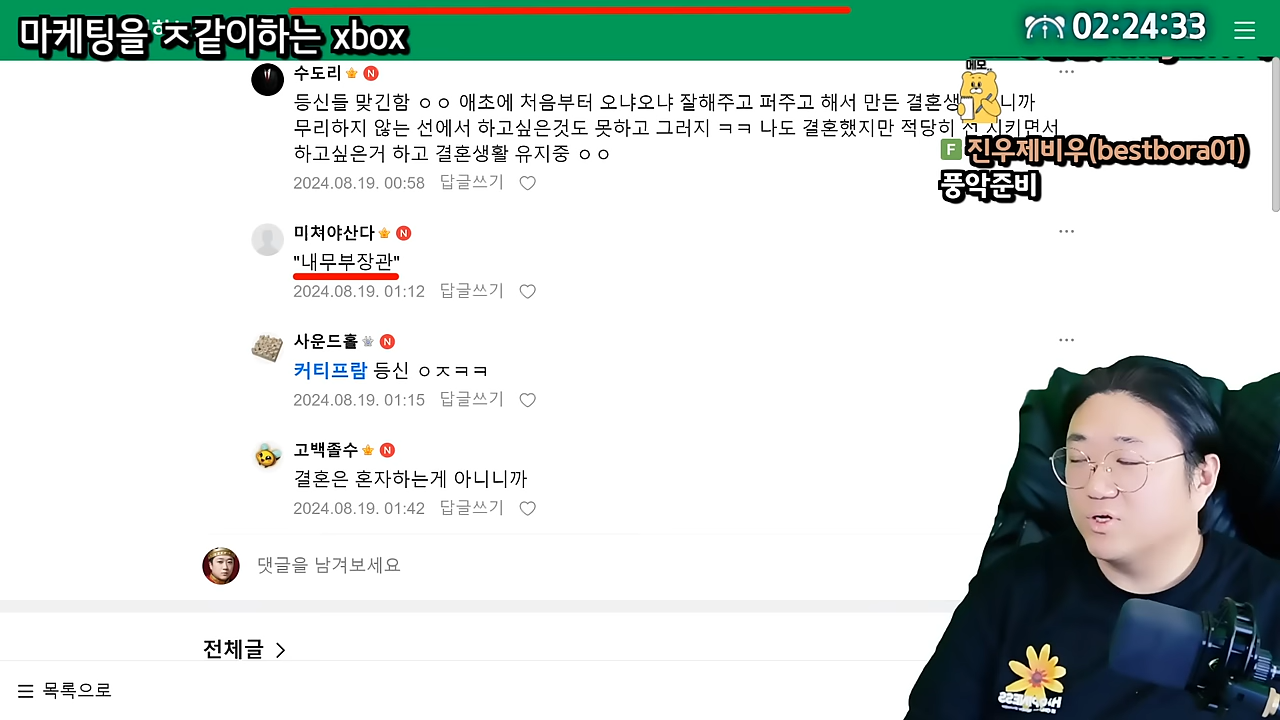 마케팅을 ㅈ같이하는 xbox
02:24:33
수도리 N
메모..
등신들 맞긴함 ㅇㅇ 애초에 처음부터 오냐오냐 잘해주고 퍼주고 해서 만든 결혼생 니까
무리하지 않는 선에서 하고싶은것도 못하고 그러지 ㅋㅋ 나도 결혼했지만 적당히 선 지키면서
하고싶은거 하고 결혼생활 유지중 ㅇㅇ
F 진우제비우(bestbora01)
풍악준비
2024.08.19. 00:58 답글쓰기
미쳐야산다 N
"내무부장관"
2024.08.19. 01:12 답글쓰기
사운드홀 N
커티프람 등신 ㅇㅈㅋㅋ
2024.08.19. 01:15 답글쓰기
고백졸수 N
결혼은 혼자하는게 아니니까
2024.08.19. 01:42 답글쓰기
댓글을 남겨보세요
전체글 >
목록으로